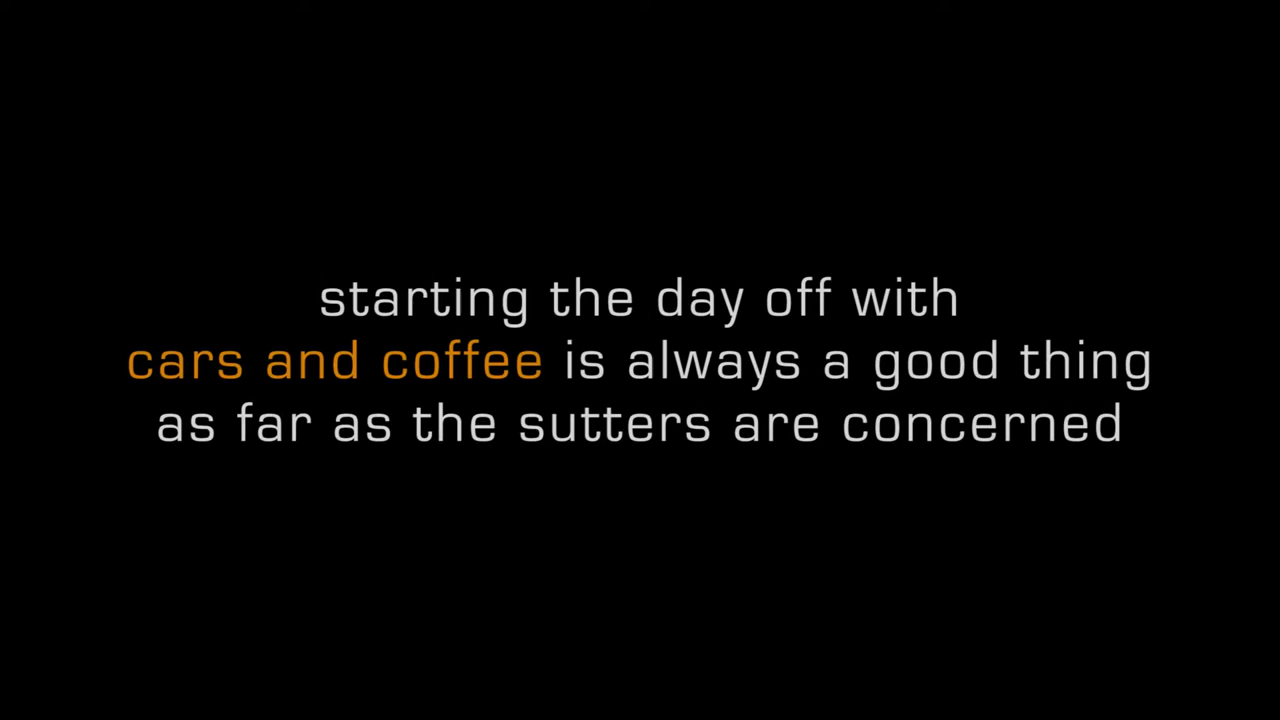 starting the day off with
cars and coffee is always a good thing
as far as the sutters are concerned